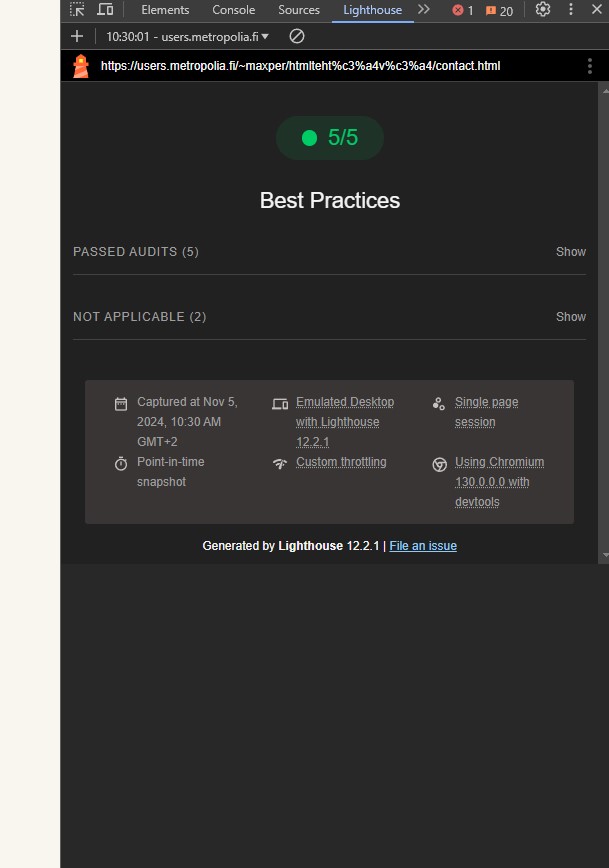 Elements Console Sources Lighthouse 1 20
10:30:01 - users.metropolia.fi
https://users.metropolia.fi/~maxper/htmlteht%c3%a4v%c3%a4/contact.html
5/5
Best Practices
PASSED AUDITS (5) Show
NOT APPLICABLE (2) Show
Captured at Nov 5,
2024, 10:30 AM
GMT+2
Emulated Desktop
with Lighthouse
12.2.1
Single page
session
Point-in-time
snapshot
Custom throttling
Using Chromium
130.0.0.0 with
devtools
Generated by Lighthouse 12.2.1 | File an issue